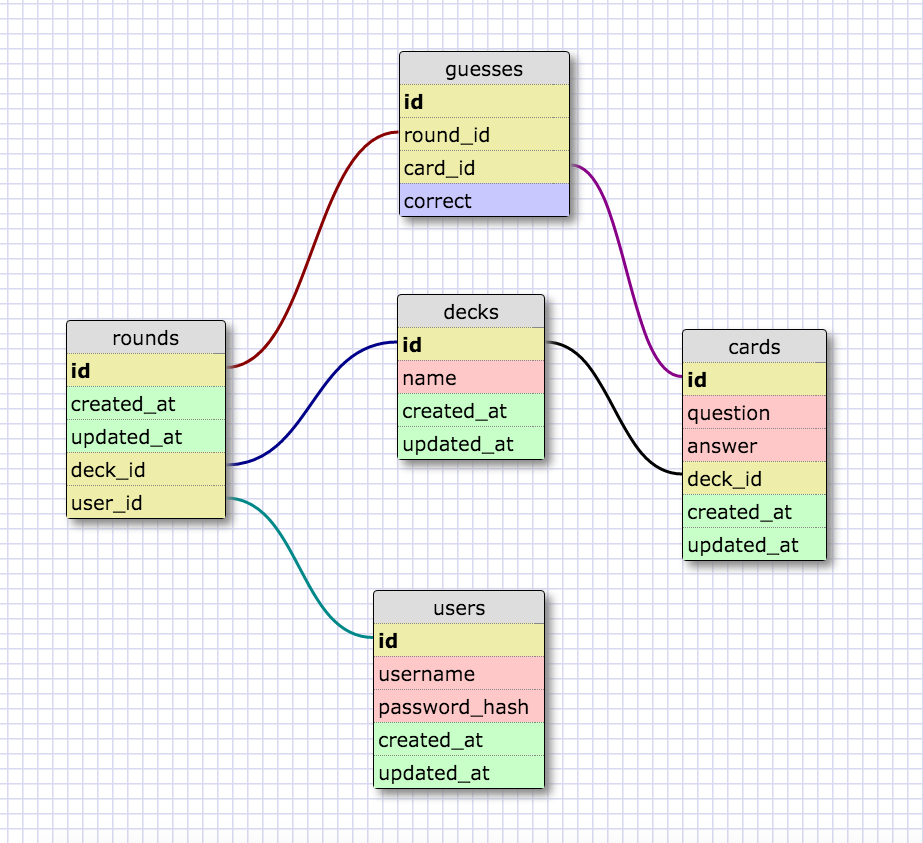 guesses
id
round_id
card_id
correct
rounds
id
created_at
updated_at
deck_id
user_id
decks
id
name
created_at
updated_at
cards
id
question
answer
deck_id
created_at
updated_at
users
id
username
password_hash
created_at
updated_at